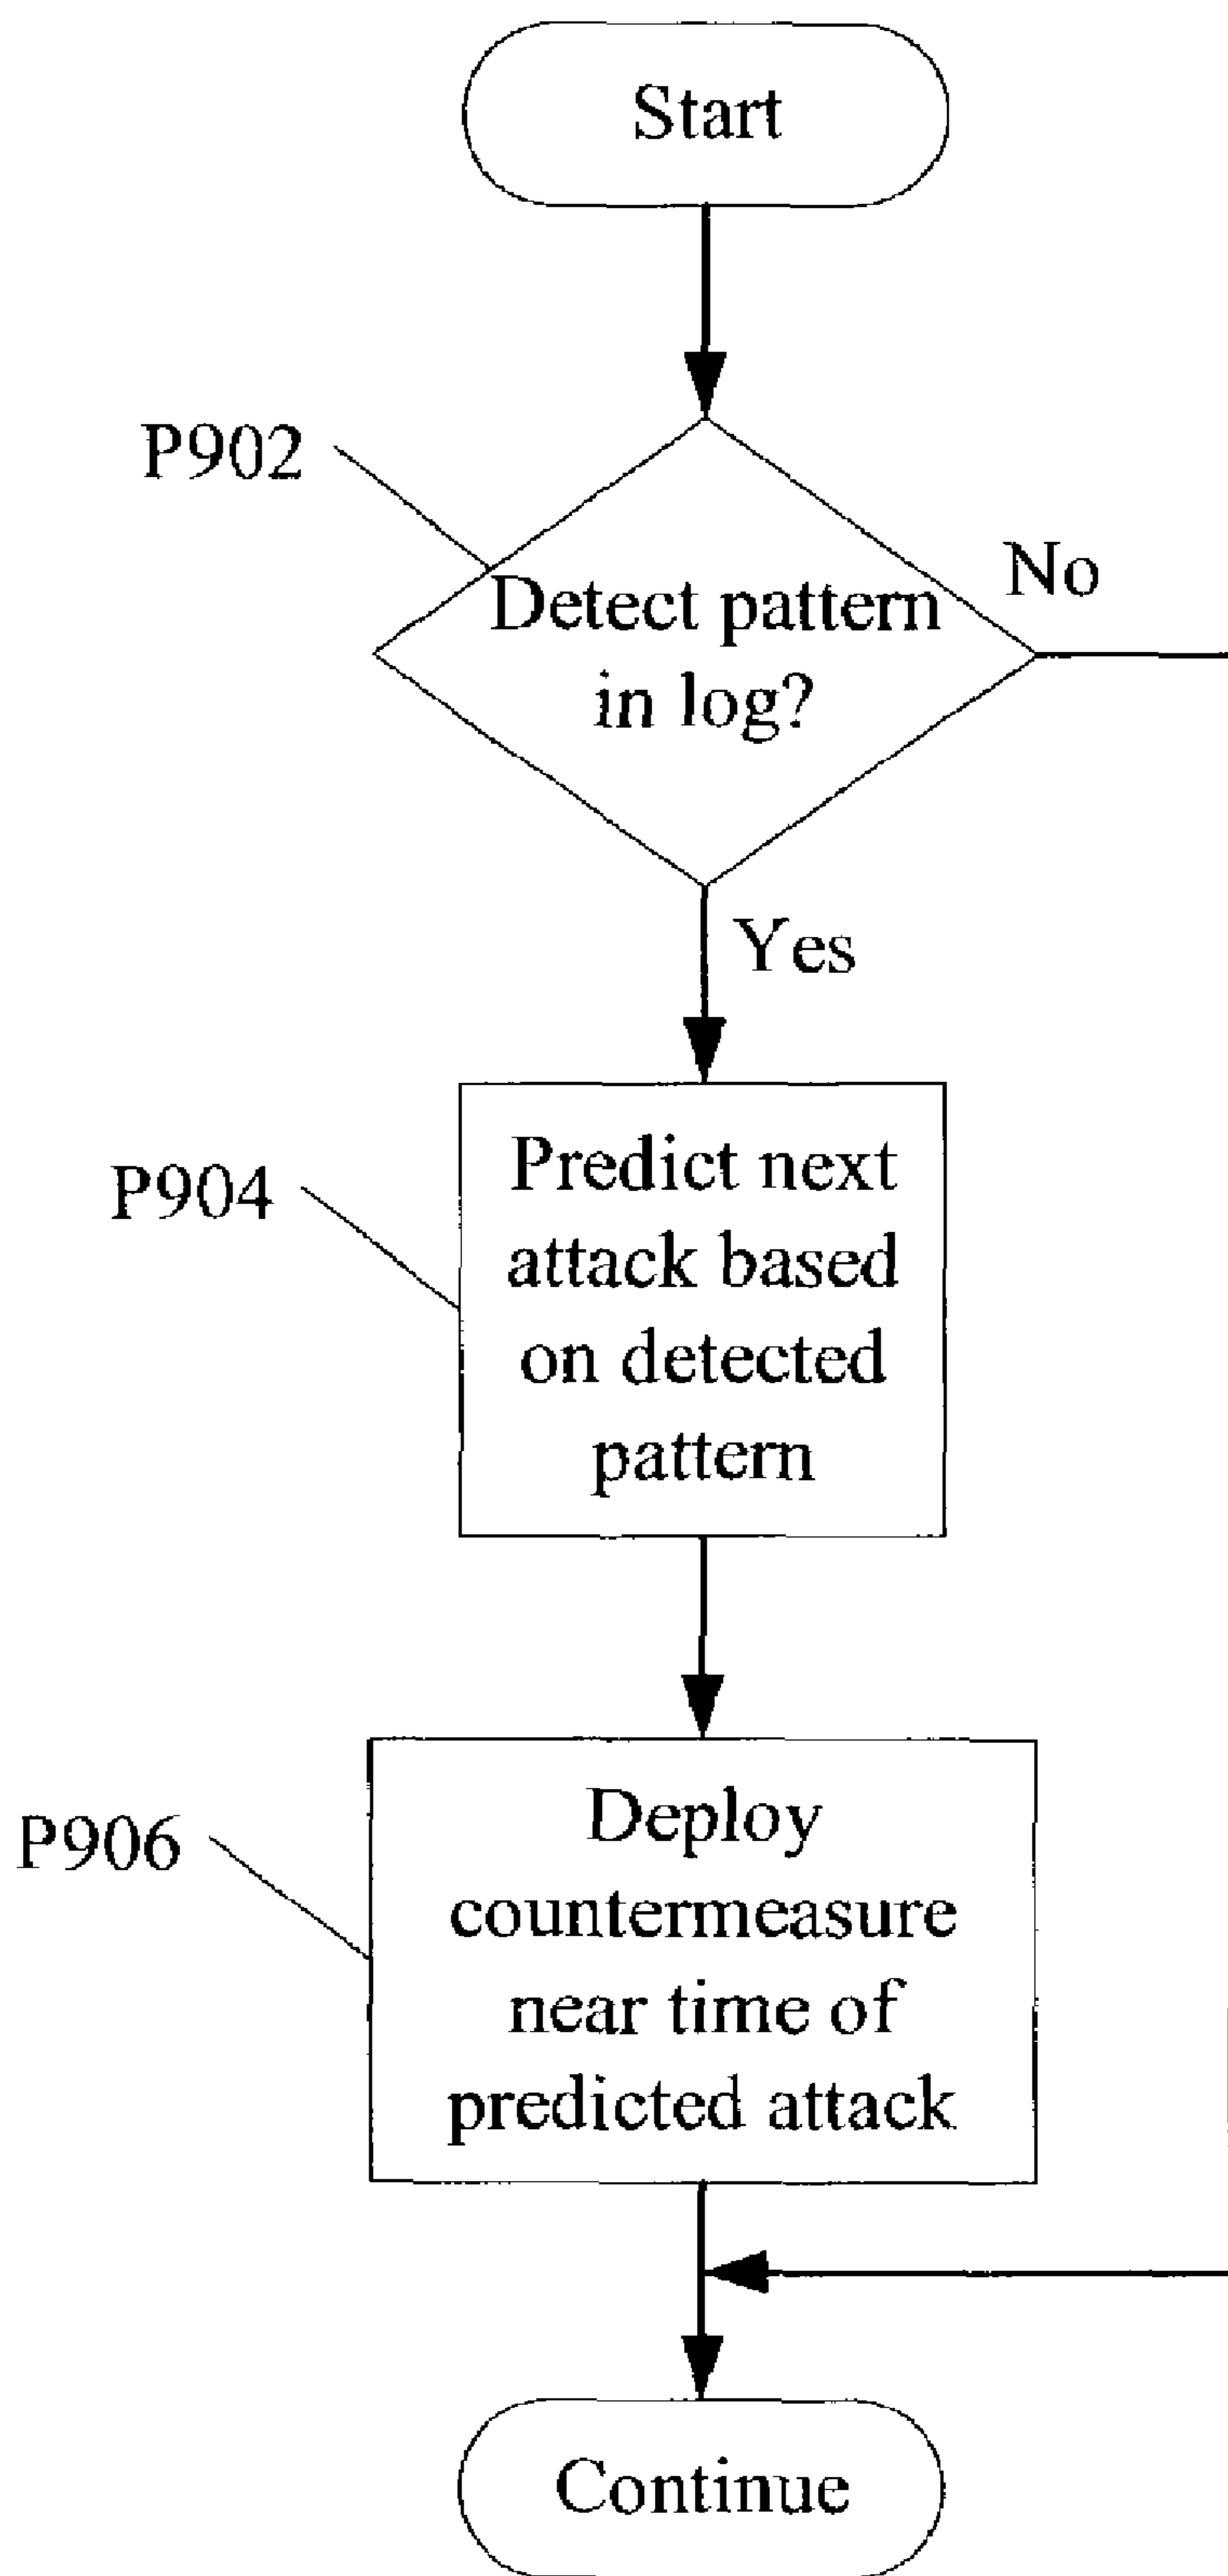 Start
P902
No
Detect pattern
in log?
Yes
P904
Predict next
attack based
on detected
pattern
P906
Deploy
countermeasure
near time of
predicted attack
Continue